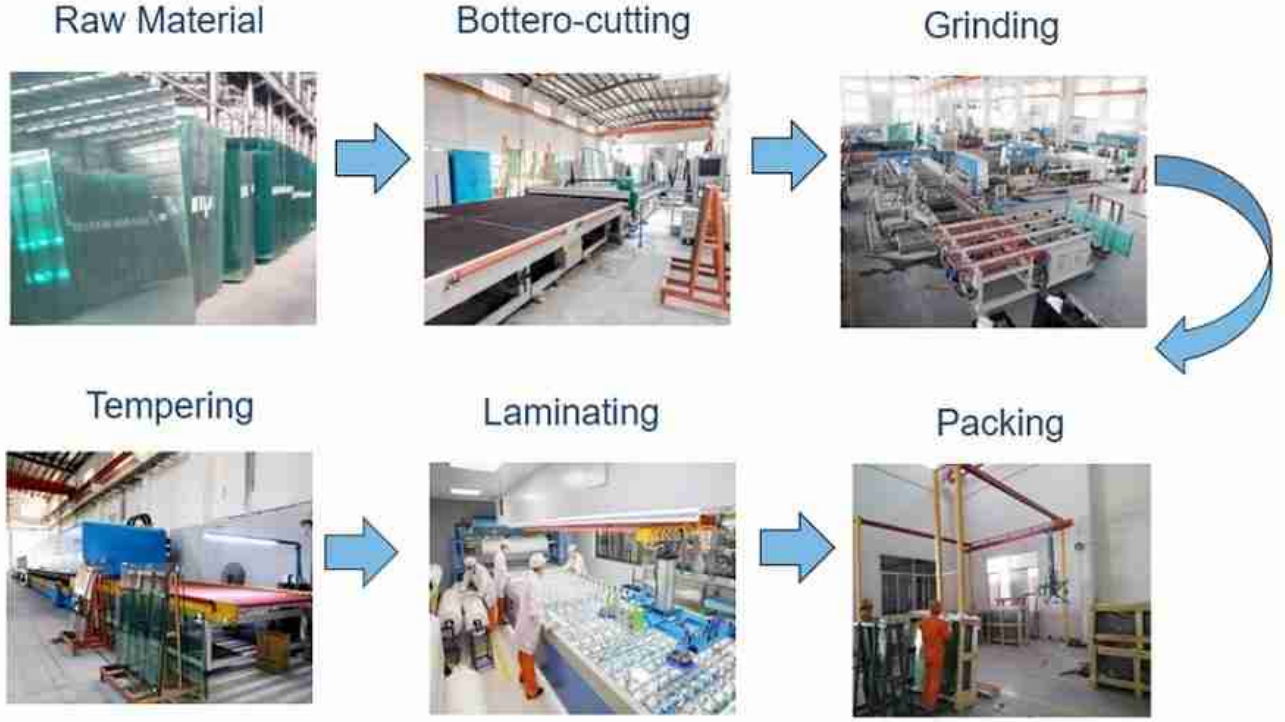 Raw Material
Bottero-cutting
Grinding
Tempering
Laminating
Packing